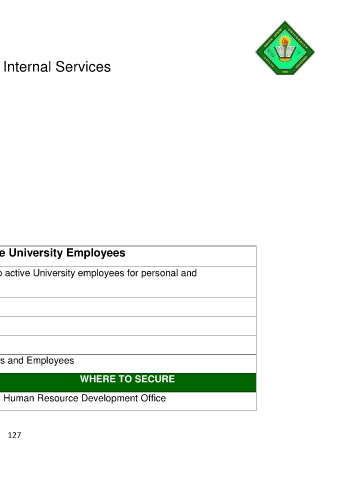 Internal Services
e University Employees
o active University employees for personal and
s and Employees
WHERE TO SECURE
Human Resource Development Office
127